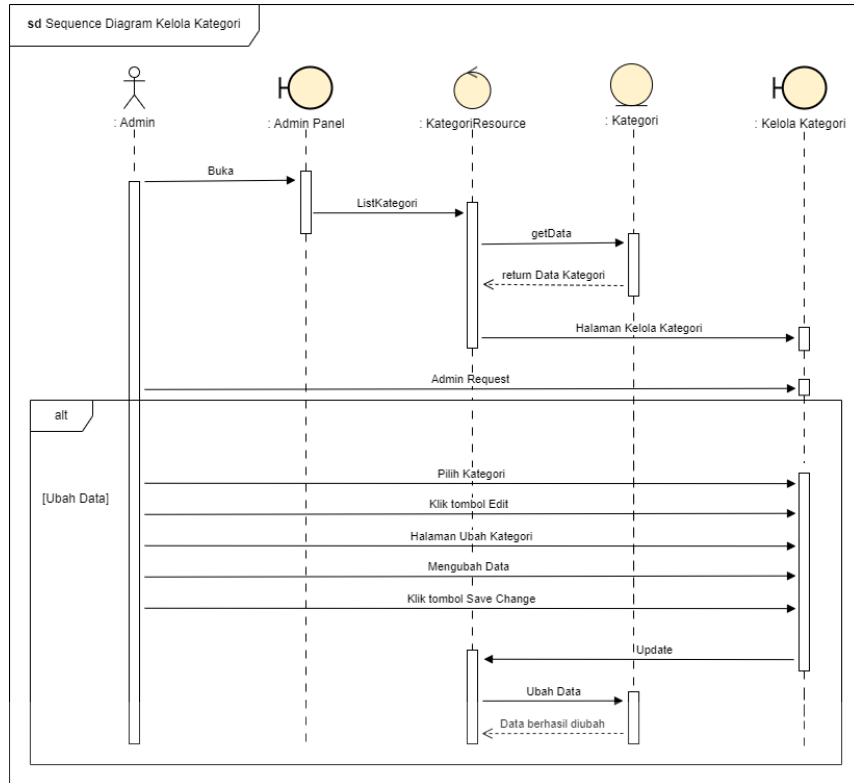 sd Sequence Diagram Kelola Kategori
: Admin
: Admin Panel
: KategoriResource
: Kategori
: Kelola Kategori
Buka
ListKategori
getData
return Data Kategori
Halaman Kelola Kategori
Admin Request
alt
[Ubah Data]
Pilih Kategori
Klik tombol Edit
Halaman Ubah Kategori
Mengubah Data
Klik tombol Save Change
Update
Ubah Data
Data berhasil diubah